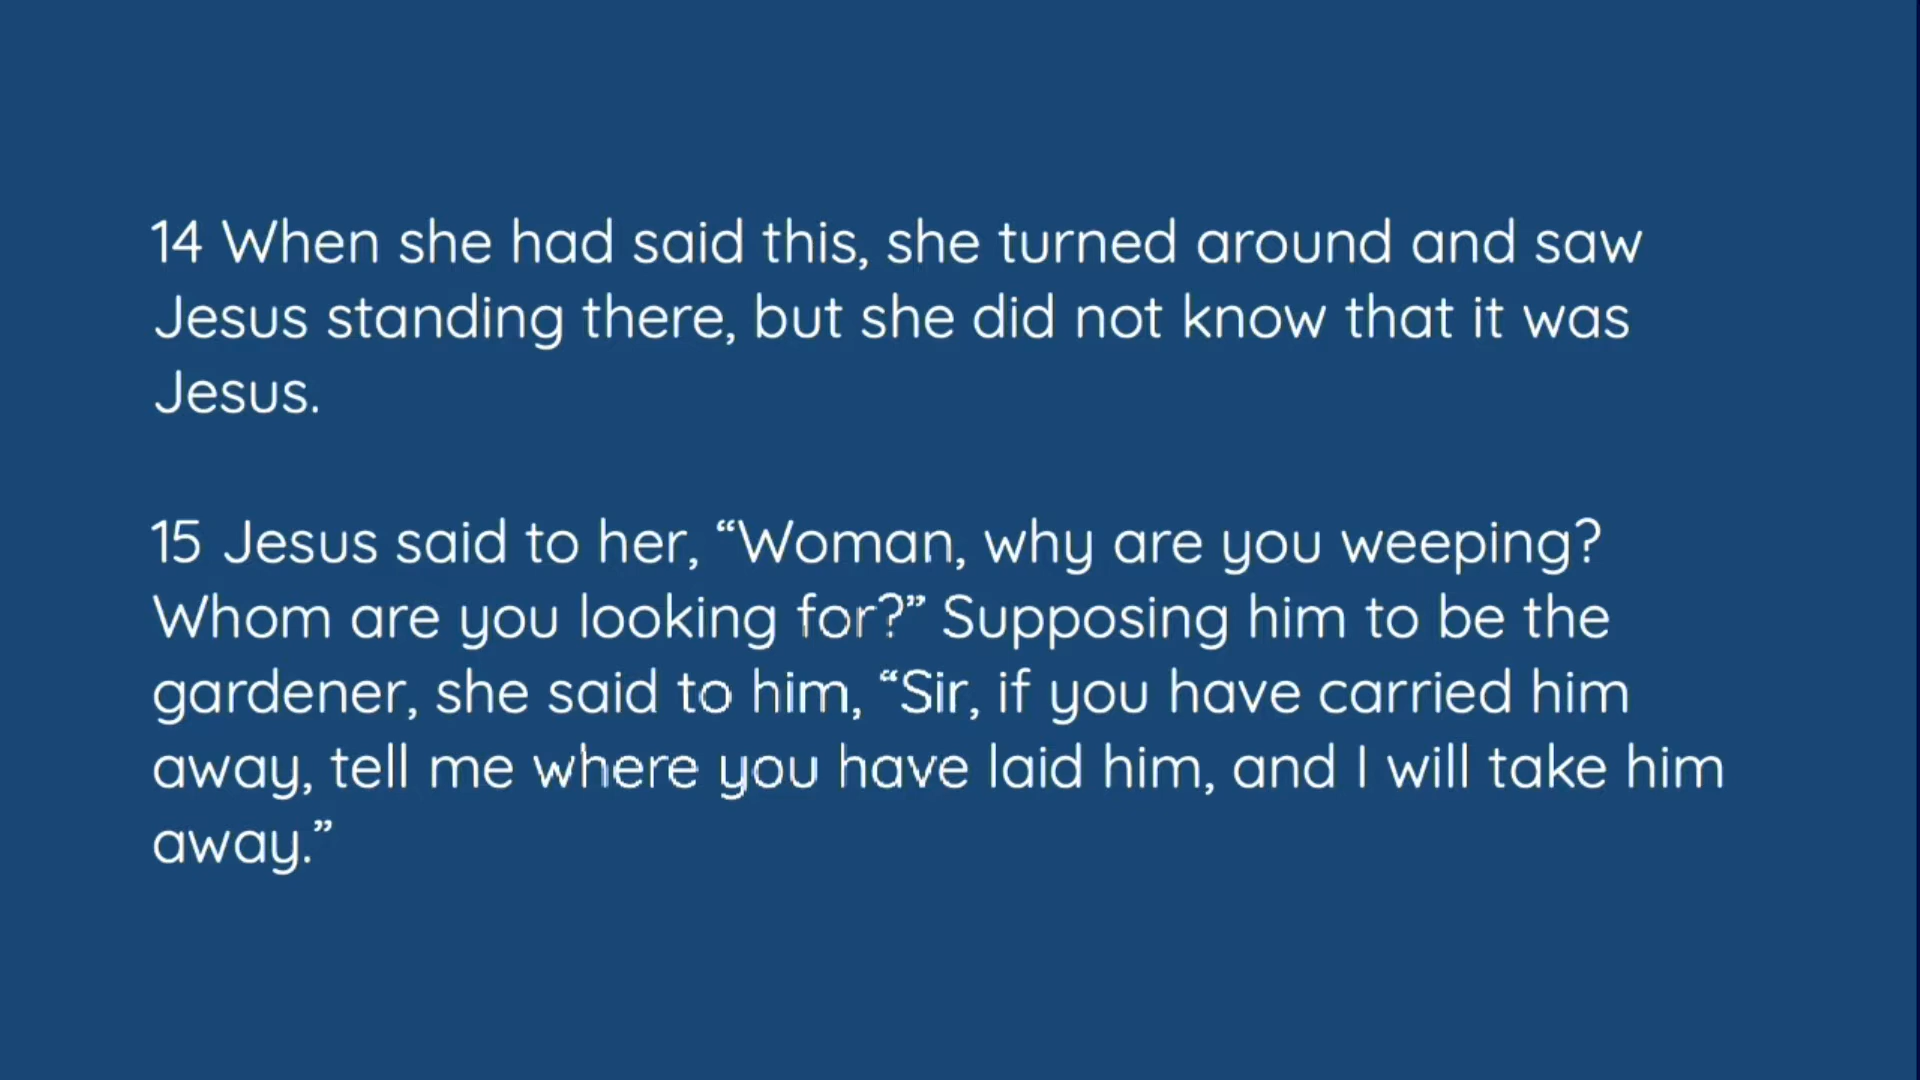 14 When she had said this, she turned around and saw
Jesus standing there, but she did not know that it was
Jesus.
15 Jesus said to her, “Woman, why are you weeping?
Whom are you looking for?” Supposing him to be the
gardener, she said to him, “Sir, if you have carried him
away, tell me where you have laid him, and I will take him
away.”